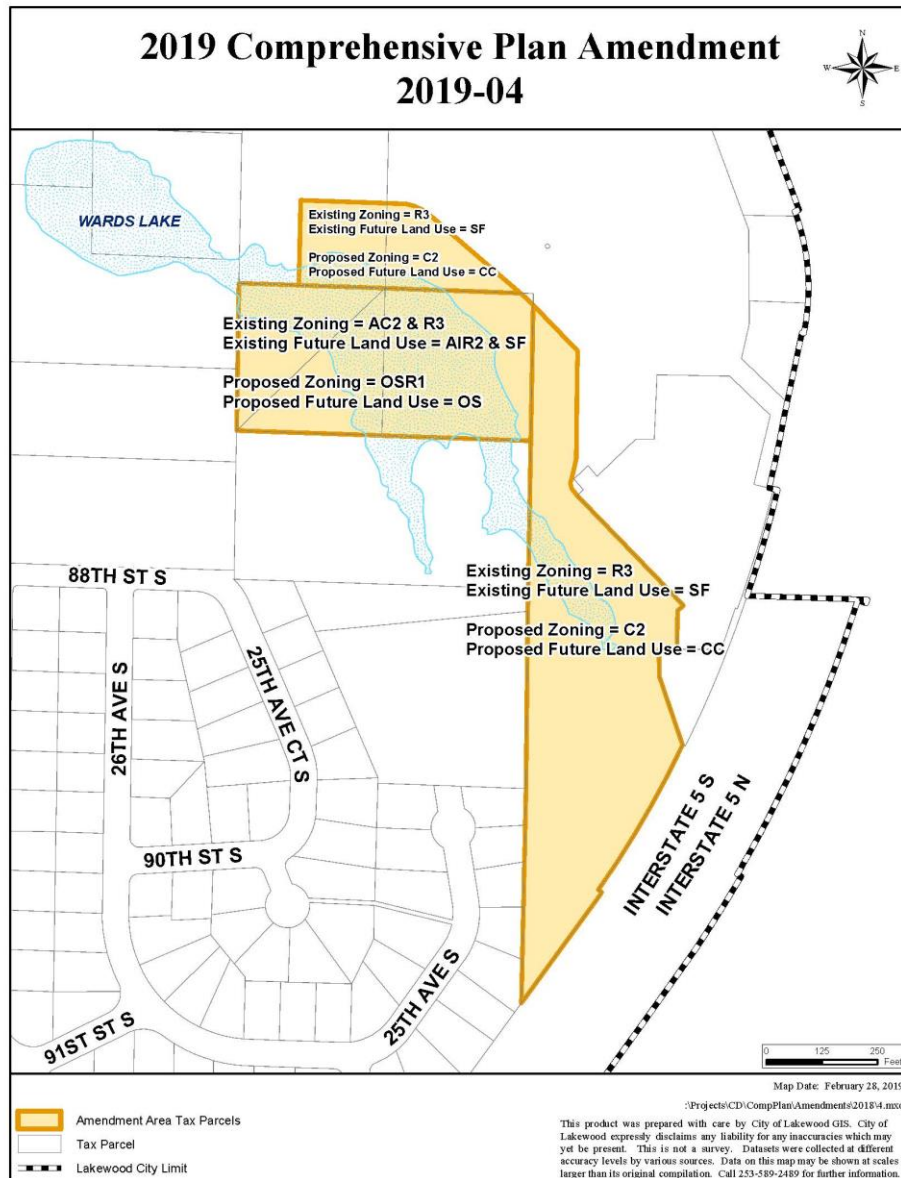 2019 Comprehensive Plan Amendment
2019-04
N
W
E
S
WARDS LAKE
Existing Zoning = R3
Existing Future Land Use = SF
Proposed Zoning = C2
Proposed Future Land Use = CC
Existing Zoning = AC2 & R3
Existing Future Land Use = AIR2 & SF
Proposed Zoning = OSR1
Proposed Future Land Use = OS
Existing Zoning = R3
Existing Future Land Use = SF
Proposed Zoning = C2
Proposed Future Land Use = CC
88TH ST S
26TH AVE S
25TH AVE CT S
90TH ST S
25TH AVE S
91ST ST S
INTERSTATE 5 S
INTERSTATE 5 N
0 125 250
Feet
Map Date: February 28, 2019
:\Projects\CD\CompPlan\Amendments\2018\4.mxd
Amendment Area Tax Parcels
Tax Parcel
Lakewood City Limit
This product was prepared with care by City of Lakewood GIS. City of
Lakewood expressly disclaims any liability for any inaccuracies which may
yet be present. This is not a survey. Datasets were collected at different
accuracy levels by various sources. Data on this map may be shown at scales
larger than its original compilation. Call 253-589-2489 for further information.